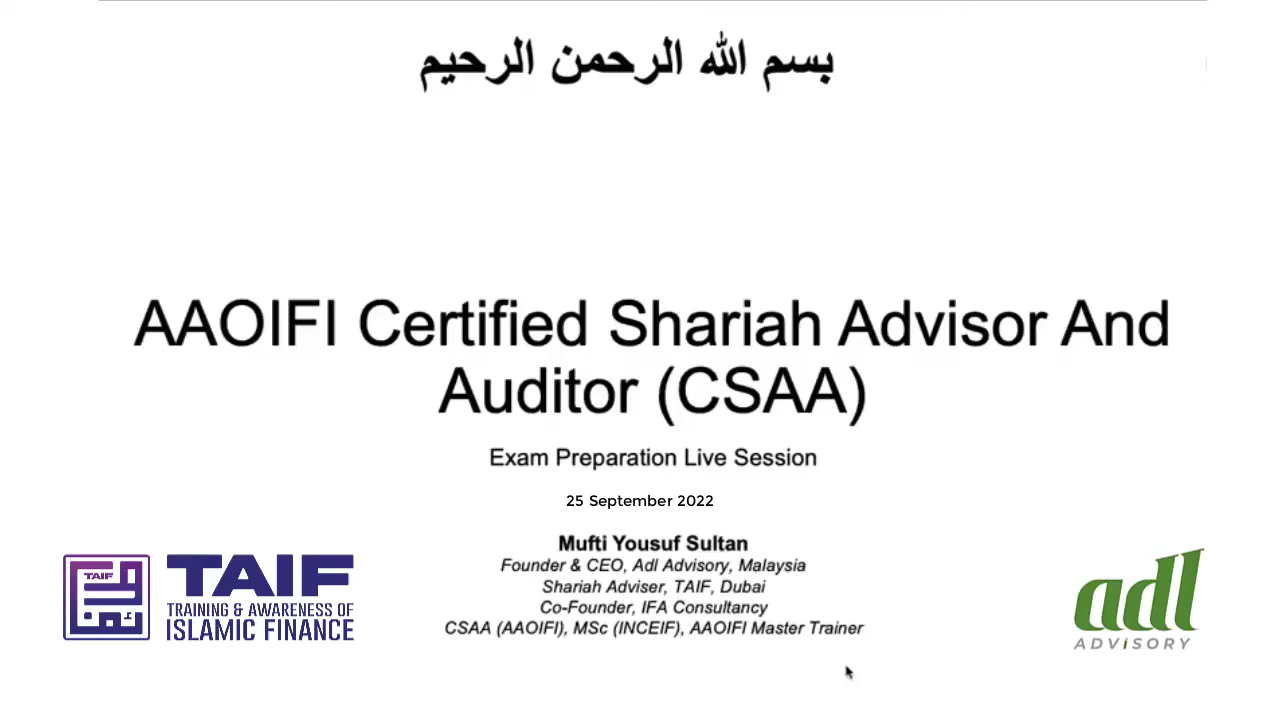 بسم الله الرحمن الرحيم
AAOIFI Certified Shariah Advisor And
Auditor (CSAA)
Exam Preparation Live Session
25 September 2022
Mufti Yousuf Sultan
Founder & CEO, Adl Advisory, Malaysia
Shariah Adviser, TAIF, Dubai
Co-Founder, IFA Consultancy
CSAA (AAOIFI), MSc (INCEIF), AAOIFI Master Trainer
TAIF
TAIF
TRAINING & AWARENESS OF
ISLAMIC FINANCE
adl
ADViSORY